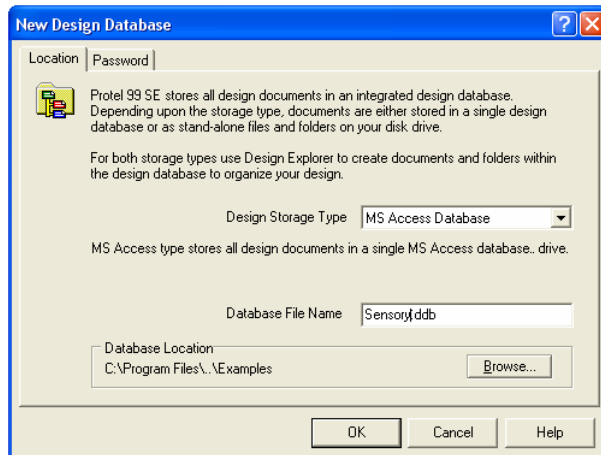 New Design Database
Location
Password
Protel 99 SE stores all design documents in an integrated design database.
Depending upon the storage type, documents are either stored in a single design
database or as stand-alone files and folders on your disk drive.
For both storage types use Design Explorer to create documents and folders within
the design database to organize your design.
Design Storage Type
MS Access Database
MS Access type stores all design documents in a single MS Access database.. drive.
Database File Name
Sensory.ddb
Database Location
C:\Program Files\..\Examples
Browse...
OK
Cancel
Help